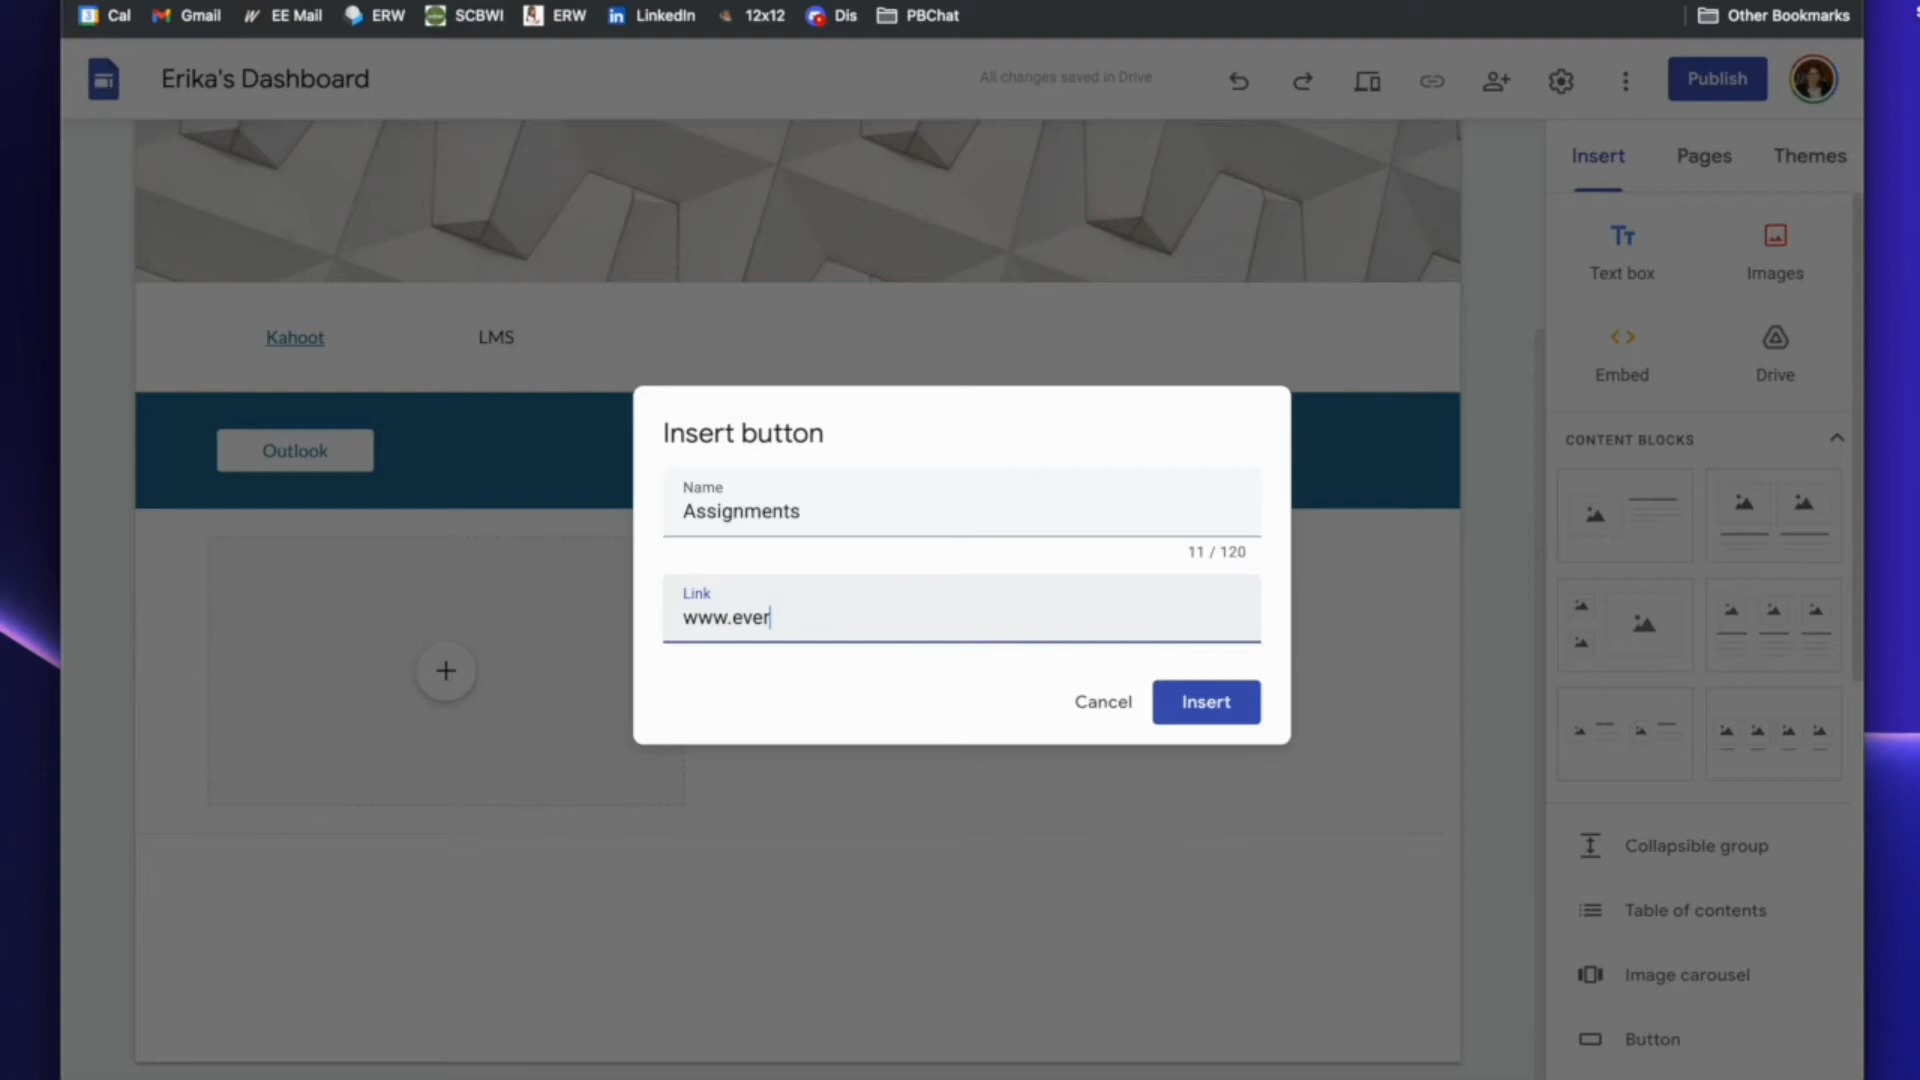 Cal Gmail EE Mail ERW SCBWI ERW LinkedIn 12x12 Dis PBChat Other Bookmarks
Erika's Dashboard All changes saved in Drive Publish
Insert Pages Themes
Text box Images
Embed Drive
CONTENT BLOCKS
Kahoot LMS
Outlook
Insert button
Name
Assignments
11 / 120
Link
www.ever
Cancel Insert
Collapsible group
Table of contents
Image carousel
Button